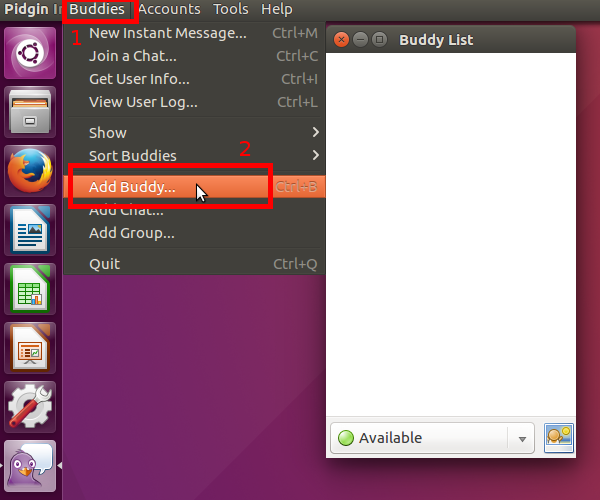 Pidgin In Buddies Accounts Tools Help
1
New Instant Message... Ctrl+M
Join a Chat... Ctrl+C
Get User Info... Ctrl+I
View User Log... Ctrl+L
Show
Sort Buddies
2
Add Buddy... Ctrl+B
Add Chat...
Add Group...
Quit Ctrl+Q
Buddy List
Available